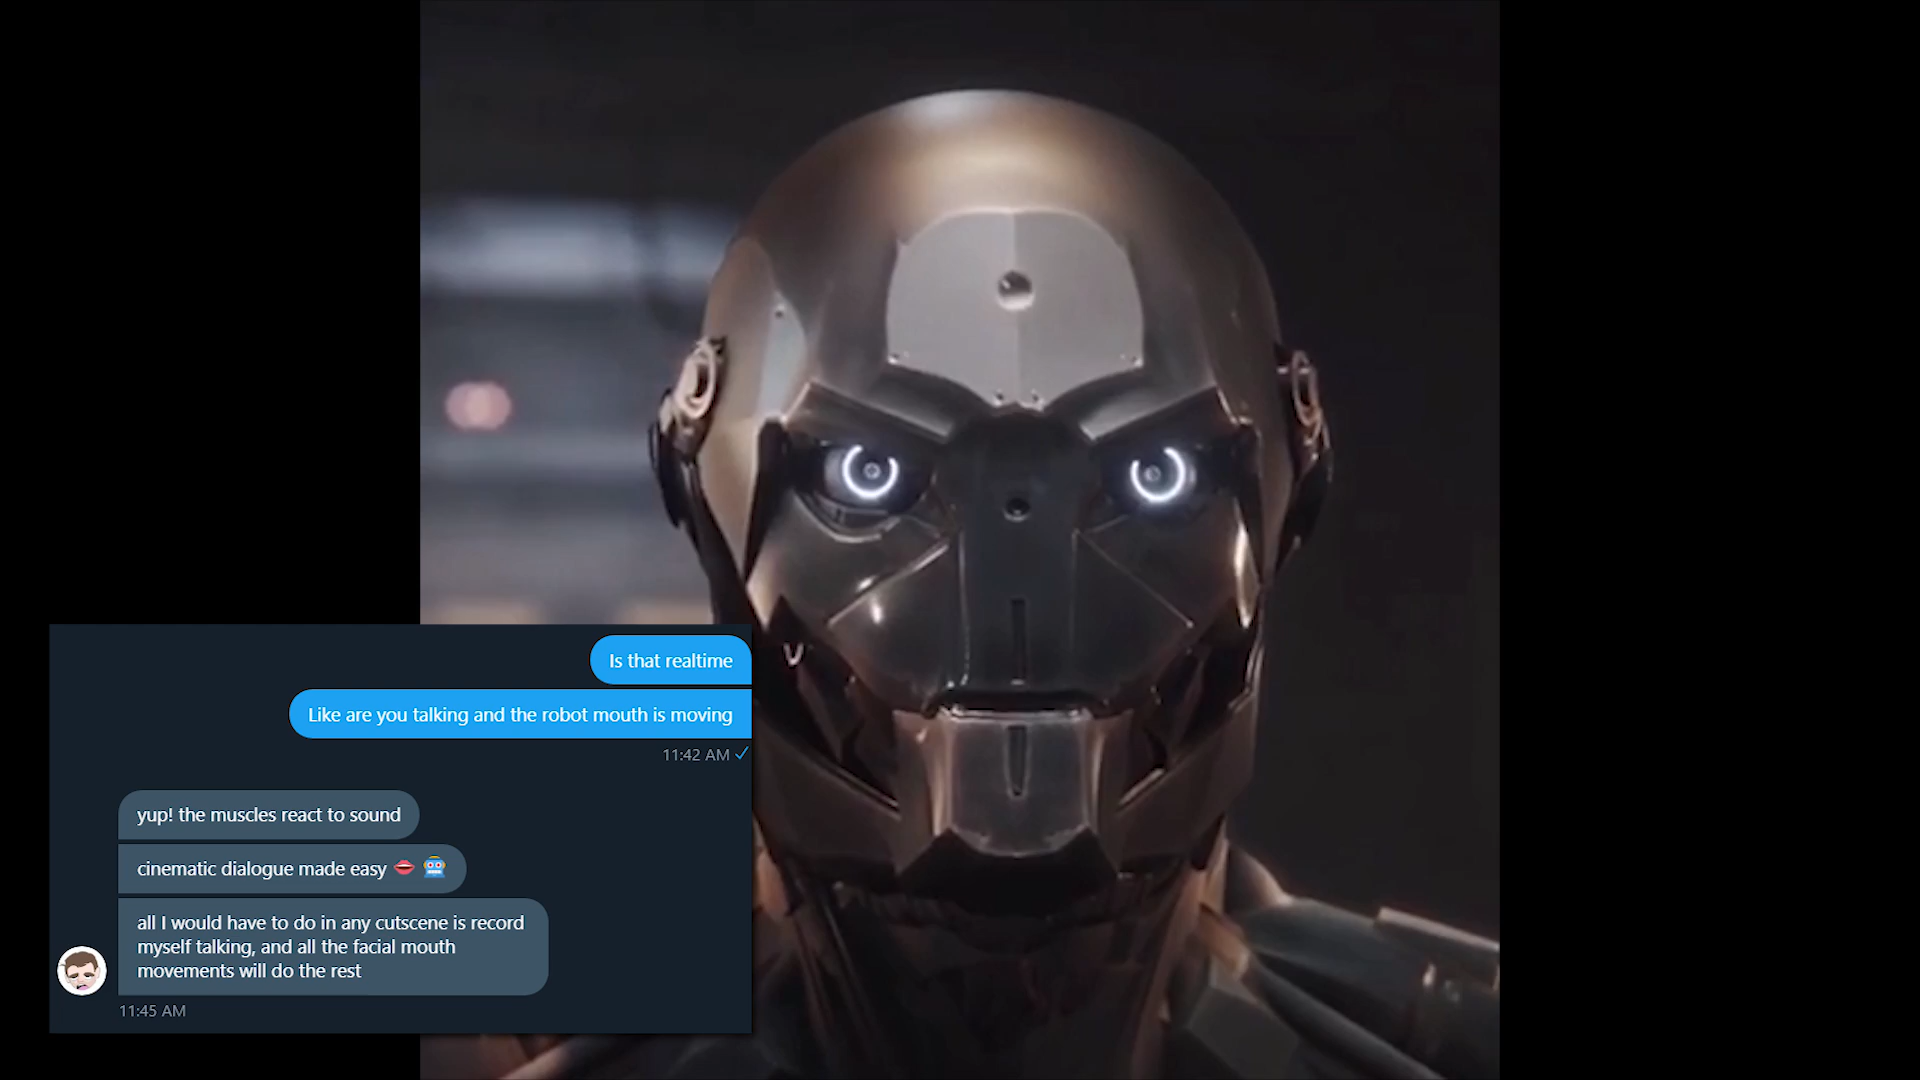 Is that realtime
Like are you talking and the robot mouth is moving
11:42 AM ✓
yup! the muscles react to sound
cinematic dialogue made easy 👄 🤖
all I would have to do in any cutscene is record
myself talking, and all the facial mouth
movements will do the rest
11:45 AM